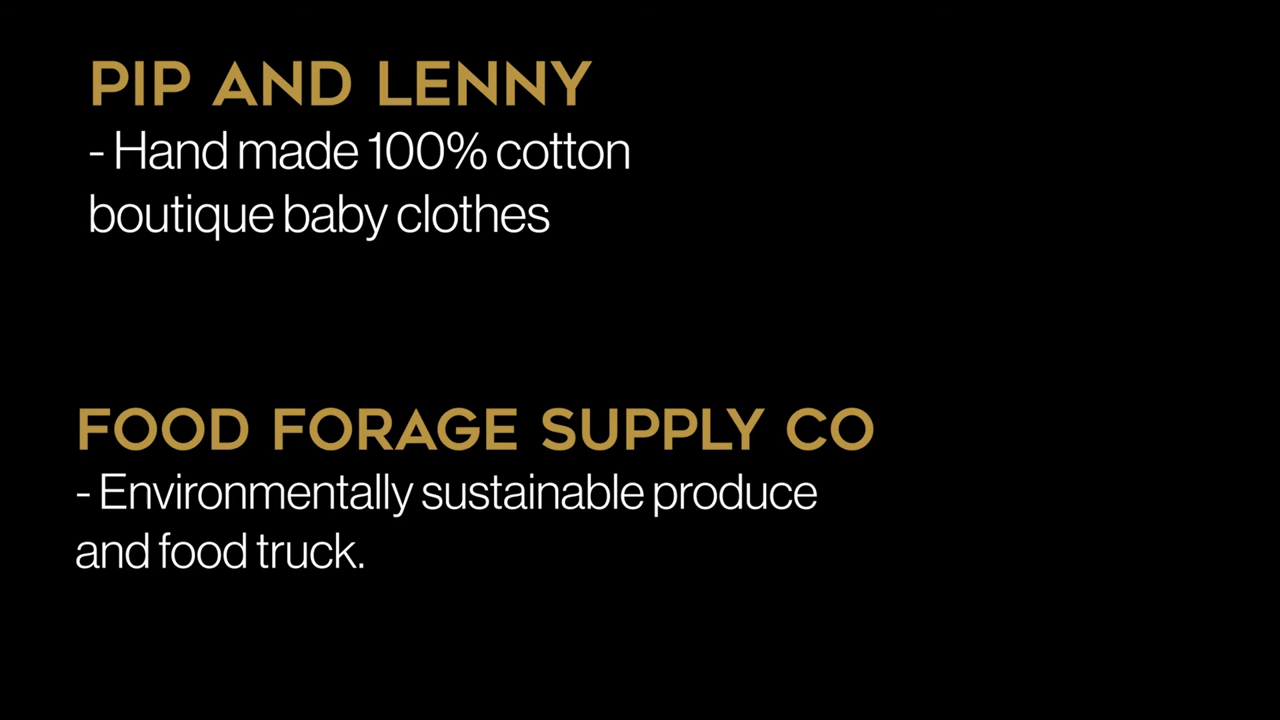 PIP AND LENNY
- Hand made 100% cotton
boutique baby clothes
FOOD FORAGE SUPPLY CO
- Environmentally sustainable produce
and food truck.